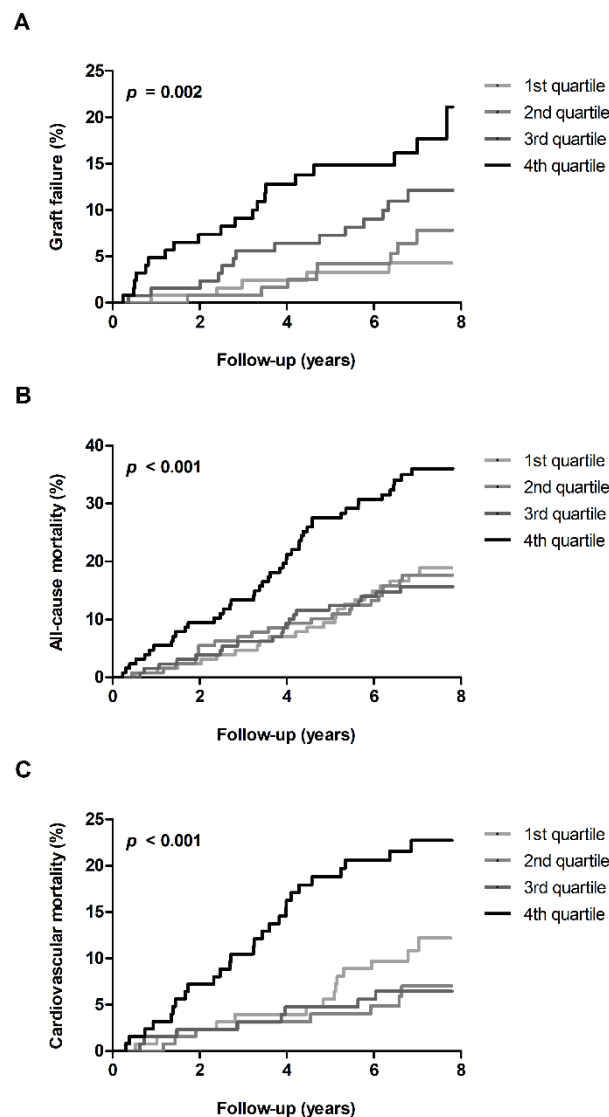 A
p = 0.002
Graft failure (%)
25
20
15
10
5
0
0 2 4 6 8
Follow-up (years)
1st quartile
2nd quartile
3rd quartile
4th quartile
B
p < 0.001
All-cause mortality (%)
40
30
20
10
0
0 2 4 6 8
Follow-up (years)
1st quartile
2nd quartile
3rd quartile
4th quartile
C
p < 0.001
Cardiovascular mortality (%)
25
20
15
10
5
0
0 2 4 6 8
Follow-up (years)
1st quartile
2nd quartile
3rd quartile
4th quartile